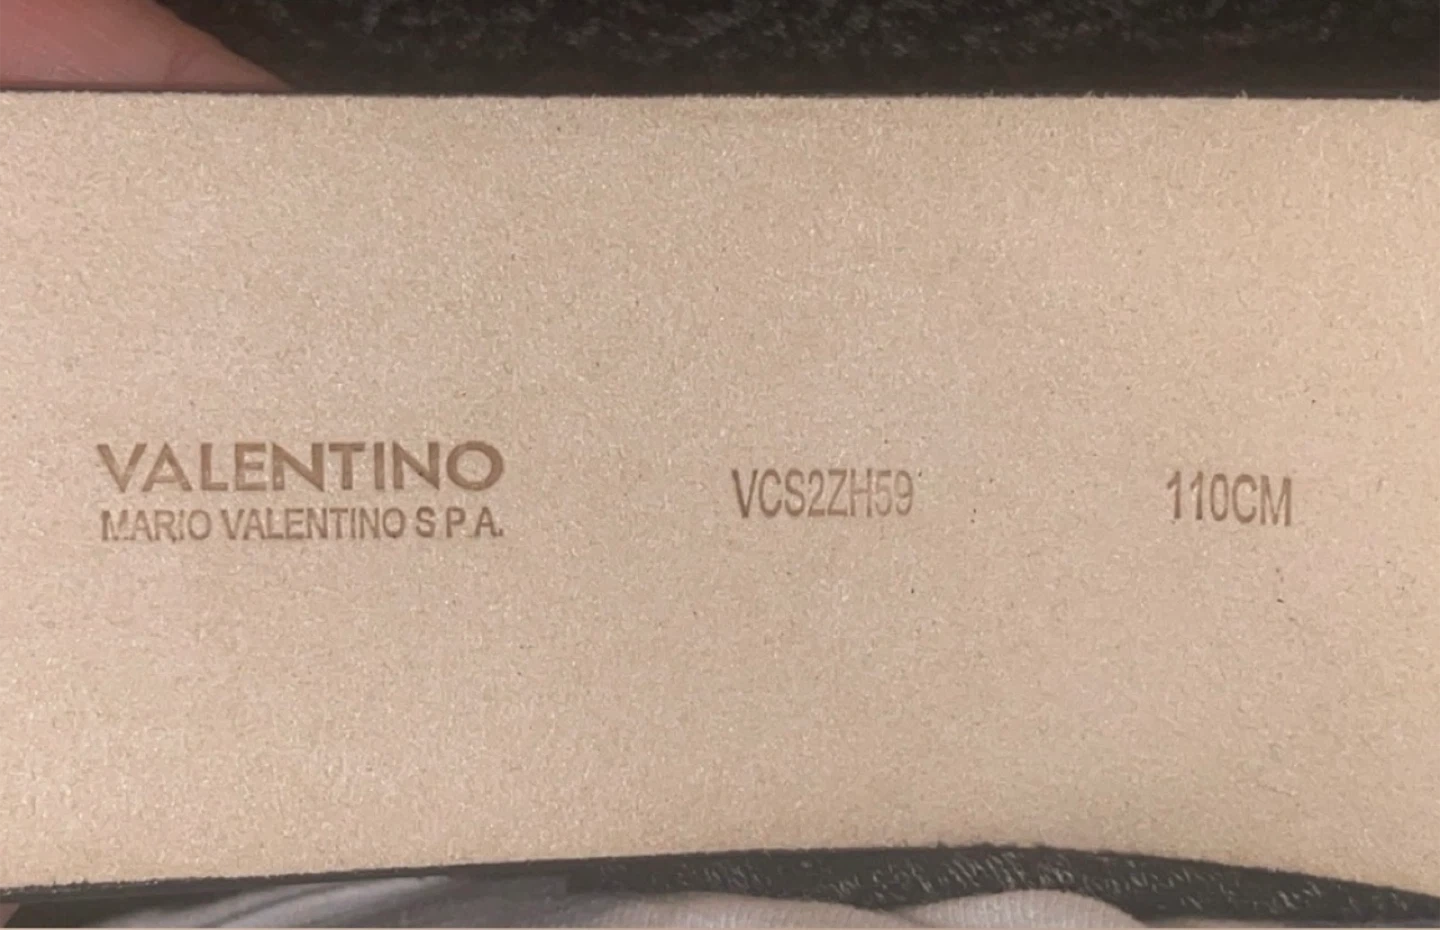 VALENTINO
MARIO VALENTINO S P.A.
VCS2ZH59
110CM